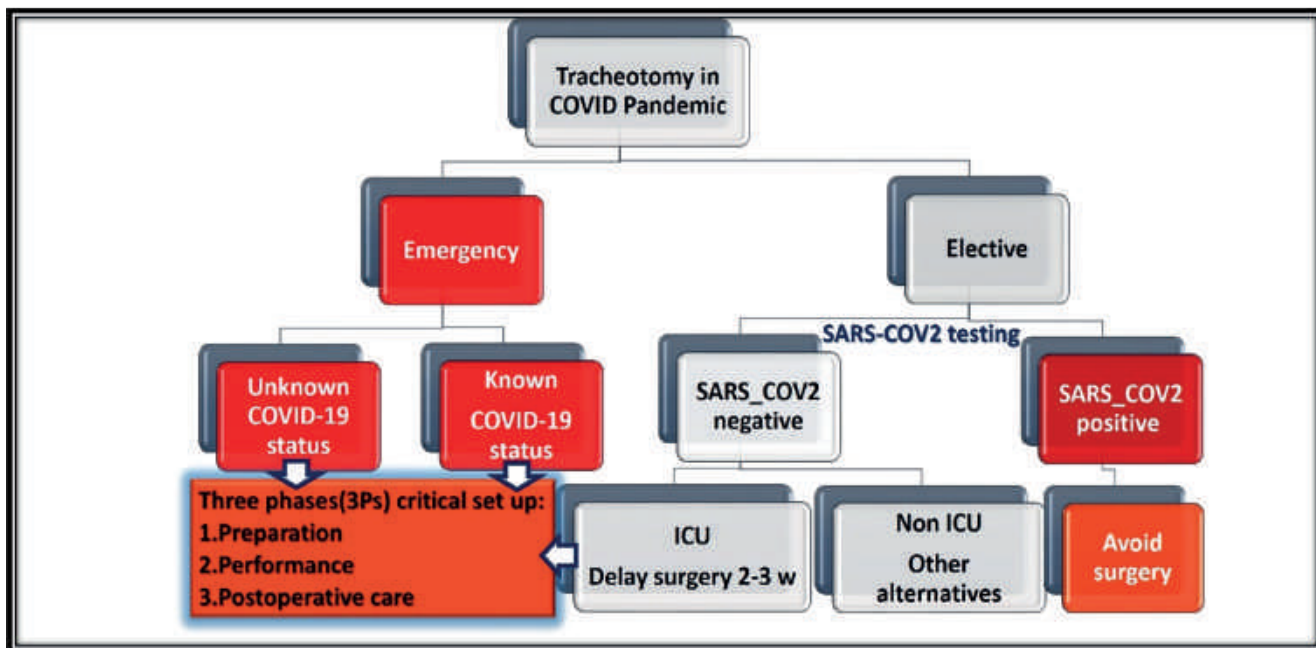 Tracheotomy in
COVID Pandemic
Emergency
Elective
SARS-COV2 testing
Unknown
COVID-19
status
Known
COVID-19
status
SARS_COV2
negative
SARS_COV2
positive
Three phases(3Ps) critical set up:
1.Preparation
2.Performance
3.Postoperative care
ICU
Delay surgery 2-3 w
Non ICU
Other
alternatives
Avoid
surgery